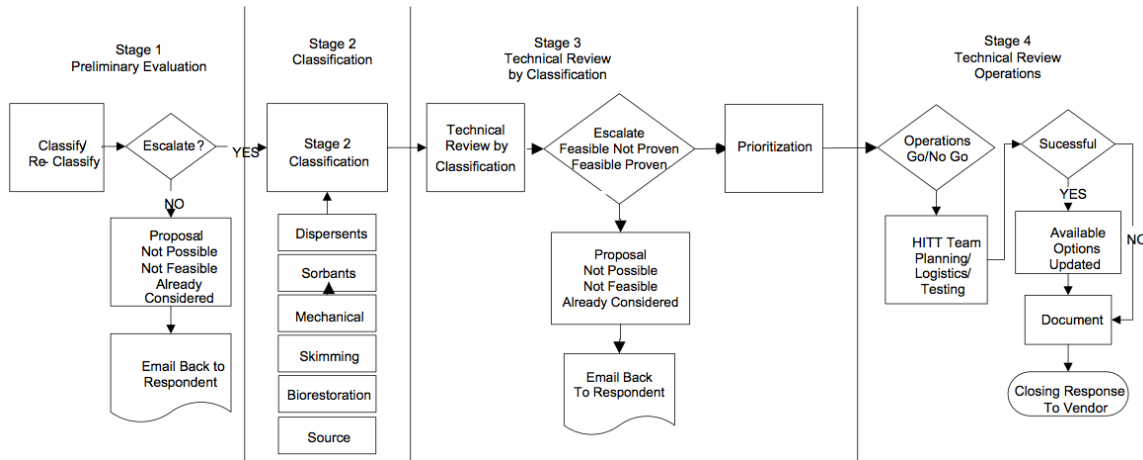 Stage 1
Preliminary Evaluation
Classify
Re- Classify
Escalate ?
YES
NO
Proposal
Not Possible
Not Feasible
Already
Considered
Email Back to
Respondent
Stage 2
Classification
Stage 2
Classification
Dispersents
Sorbants
Mechanical
Skimming
Biorestoration
Source
Stage 3
Technical Review
by Classification
Technical
Review by
Classification
Escalate
Feasible Not Proven
Feasible Proven
Prioritization
Proposal
Not Possible
Not Feasible
Already Considered
Email Back
To Respondent
Stage 4
Technical Review
Operations
Operations
Go/No Go
HITT Team
Planning/
Logistics/
Testing
Sucessful
YES
NO
Available
Options
Updated
Document
Closing Response
To Vendor